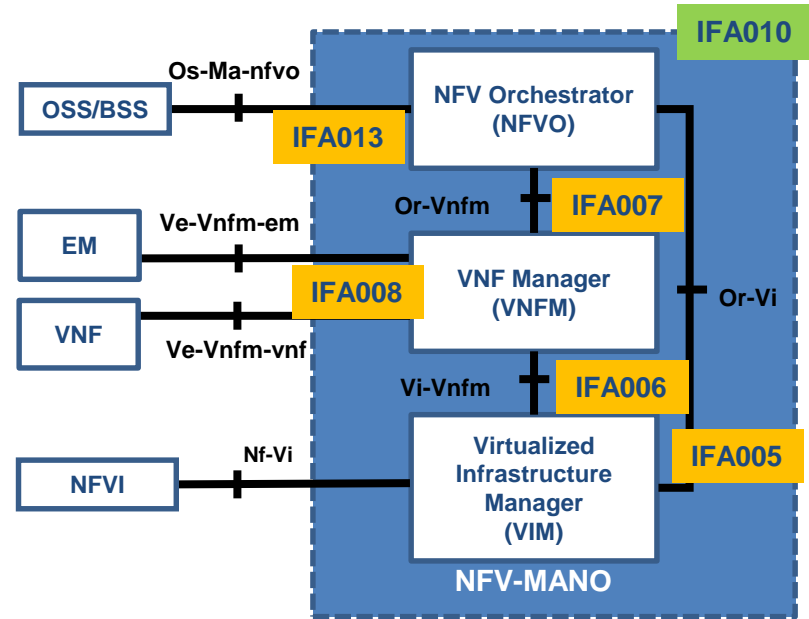 IFA010
Os-Ma-nfvo
OSS/BSS
NFV Orchestrator
(NFVO)
IFA013
Or-Vnfm
IFA007
Ve-Vnfm-em
EM
VNF Manager
(VNFM)
IFA008
VNF
Ve-Vnfm-vnf
Or-Vi
Vi-Vnfm
IFA006
Nf-Vi
NFVI
Virtualized
Infrastructure
Manager
(VIM)
IFA005
NFV-MANO